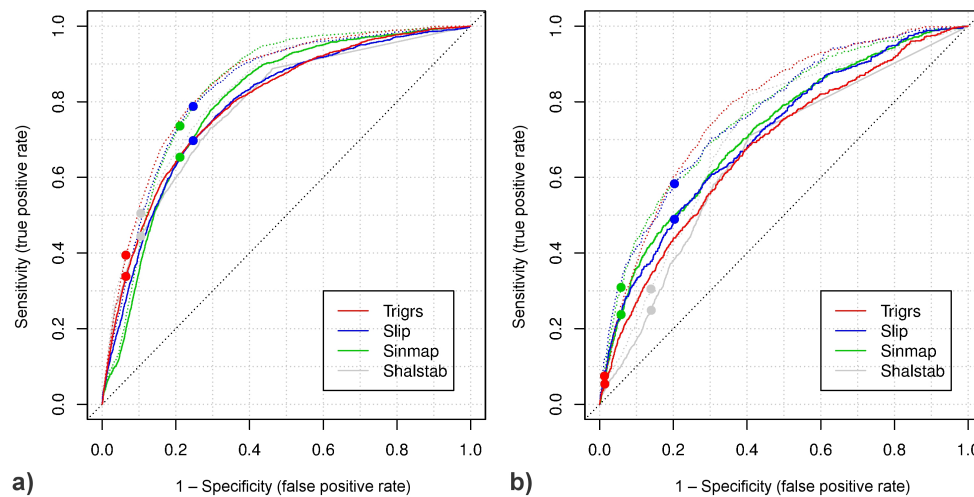 Sensitivity (true positive rate)
1.0
0.8
0.6
0.4
0.2
0.0
Trigrs
Slip
Sinmap
Shalstab
0.0 0.2 0.4 0.6 0.8 1.0
1 – Specificity (false positive rate)
a)
Sensitivity (true positive rate)
1.0
0.8
0.6
0.4
0.2
0.0
Trigrs
Slip
Sinmap
Shalstab
0.0 0.2 0.4 0.6 0.8 1.0
1 – Specificity (false positive rate)
b)